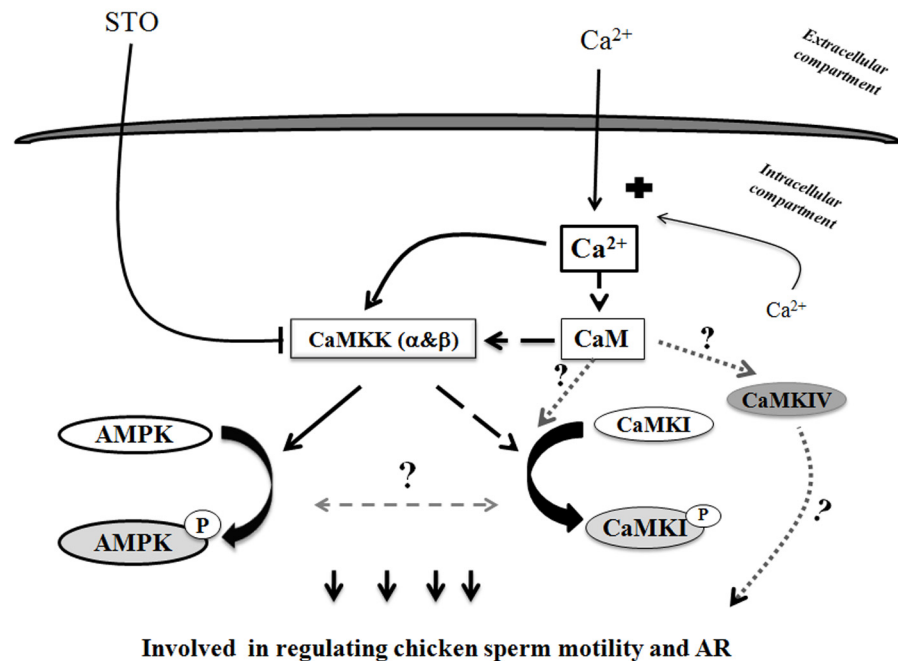 STO
Ca²⁺
Extracellular
compartment
✚
Intracellular
compartment
Ca²⁺
Ca²⁺
CaMKK (α&β)
CaM
?
?
CaMKIV
AMPK
CaMKI
?
?
AMPK
P
CaMKI
P
Involved in regulating chicken sperm motility and AR